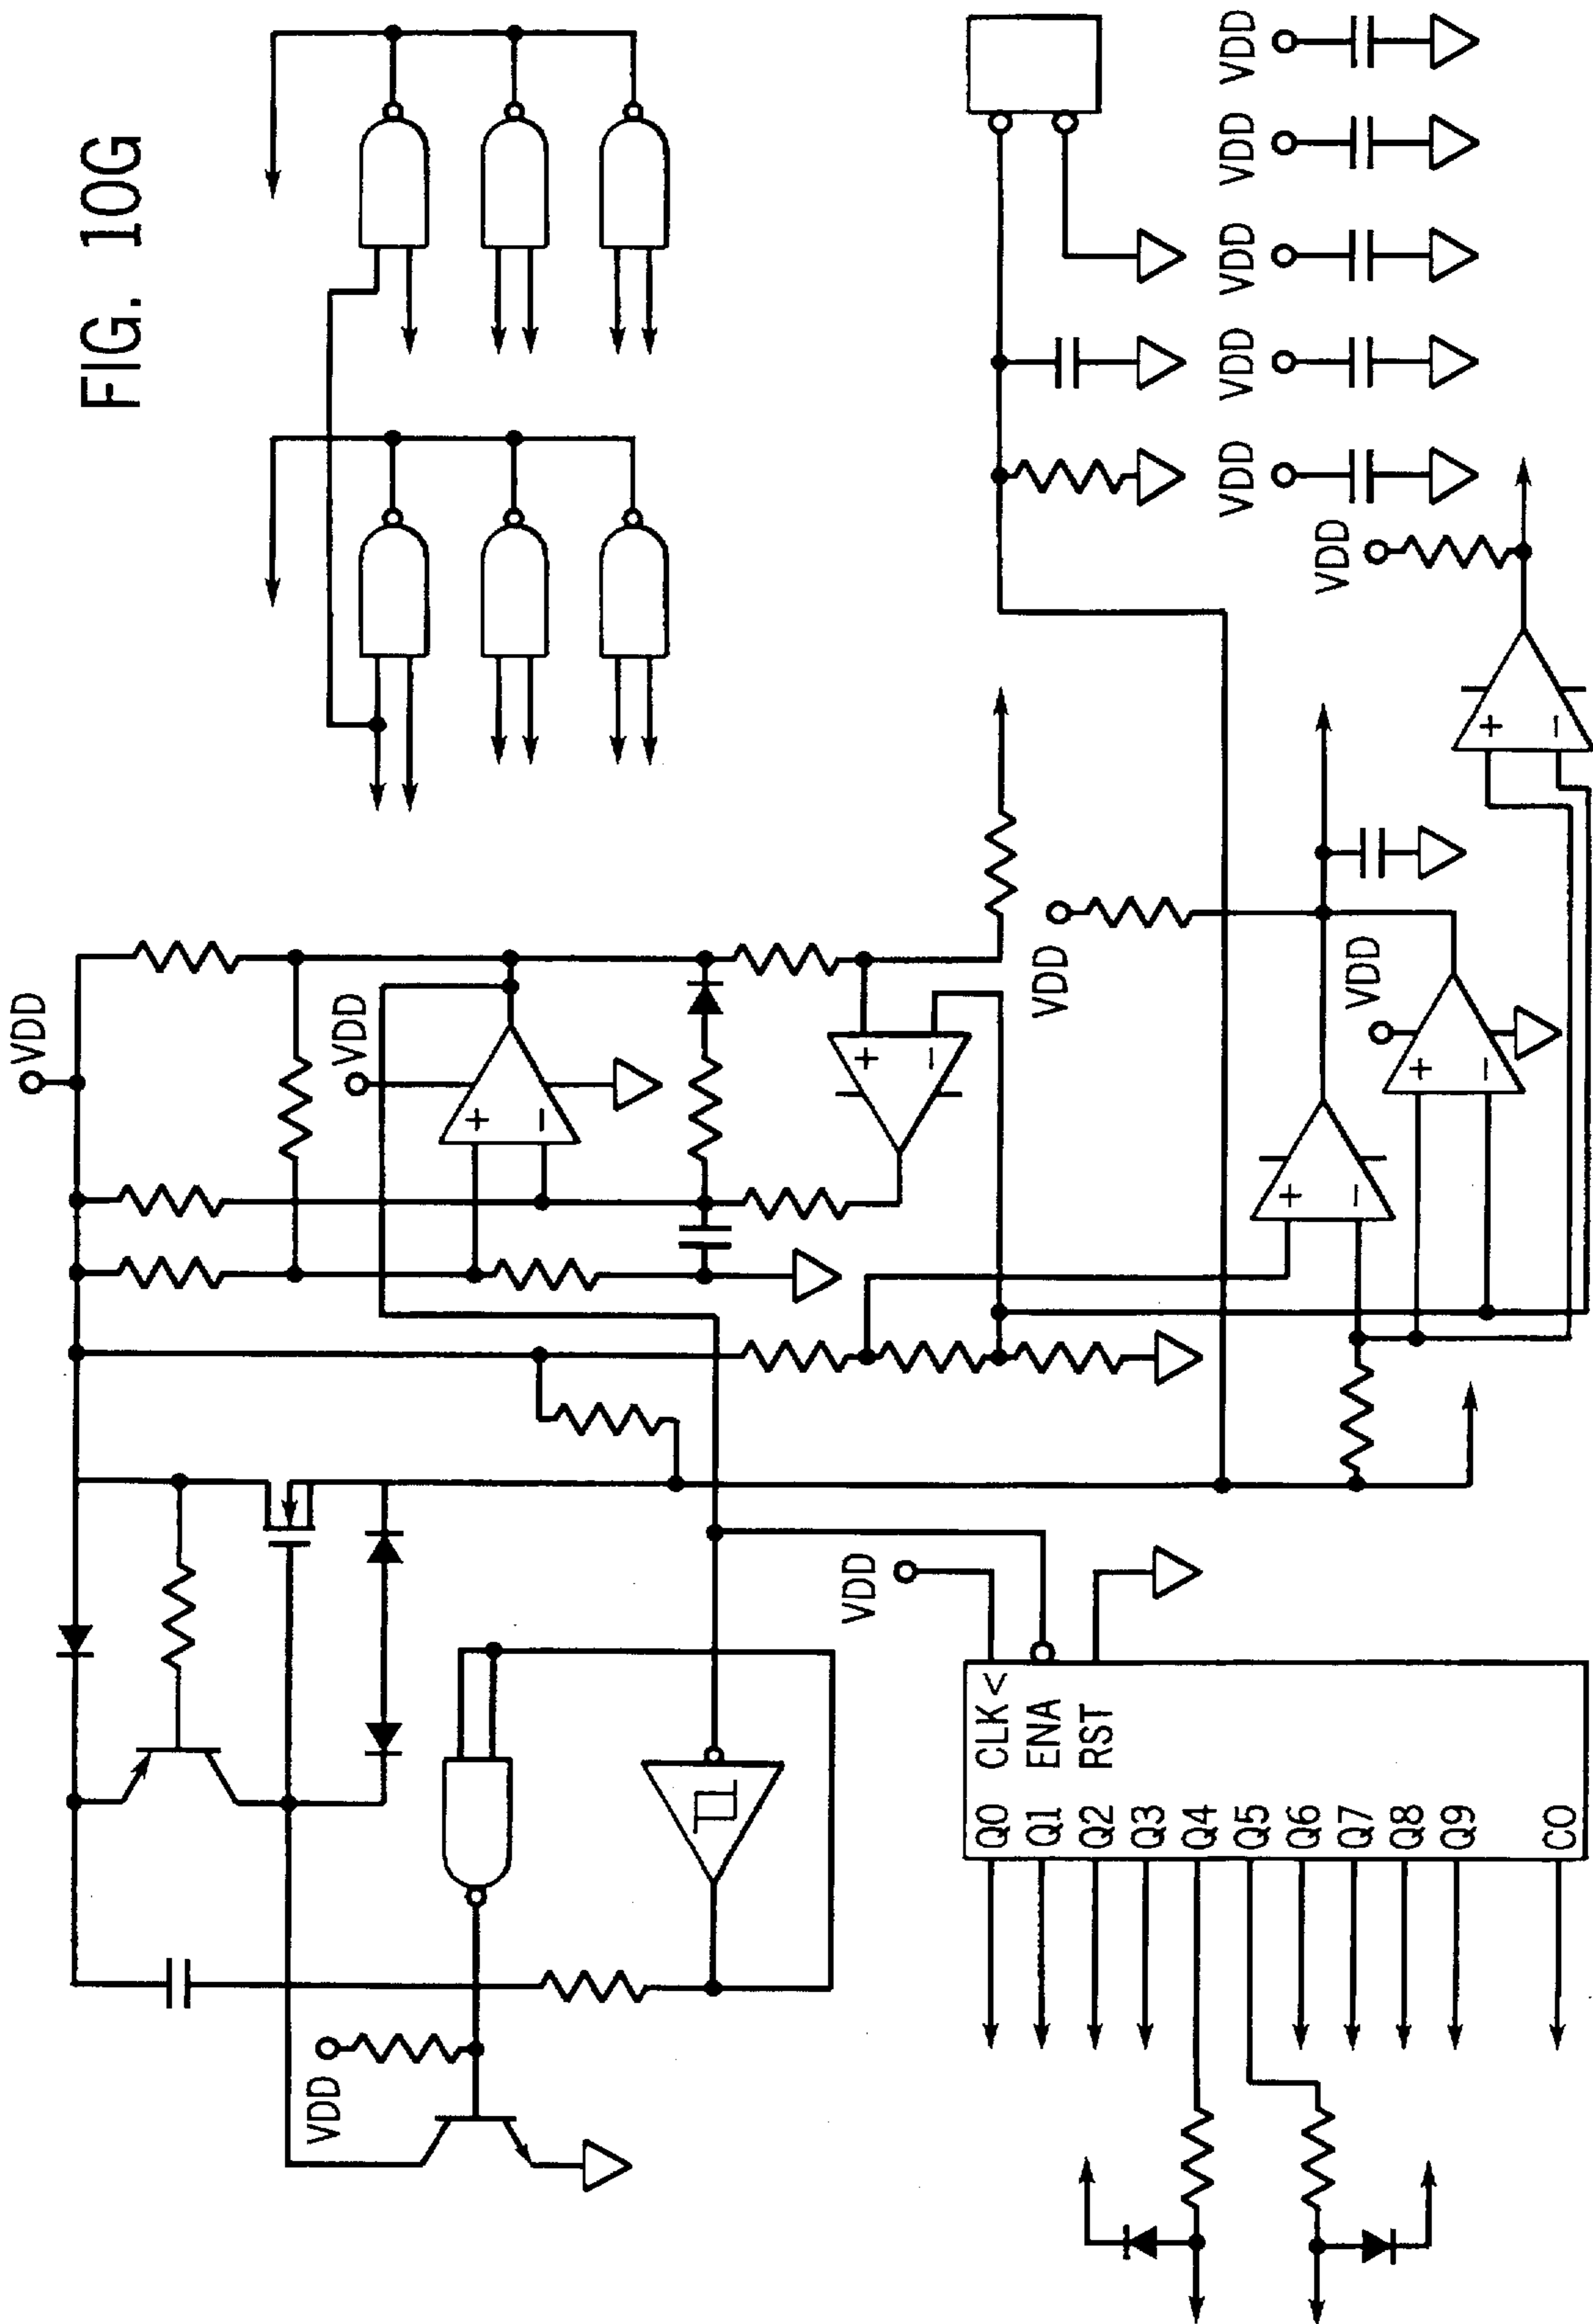 FIG. 10G
VDD
VDD
VDD
VDD
VDD
VDD
VDD
VDD
VDD
VDD
VDD
VDD
+
−
+
−
+
−
+
−
+
−
Q0 CLK <
Q1 ENA
Q2 RST
Q3
Q4
Q5
Q6
Q7
Q8
Q9
CO